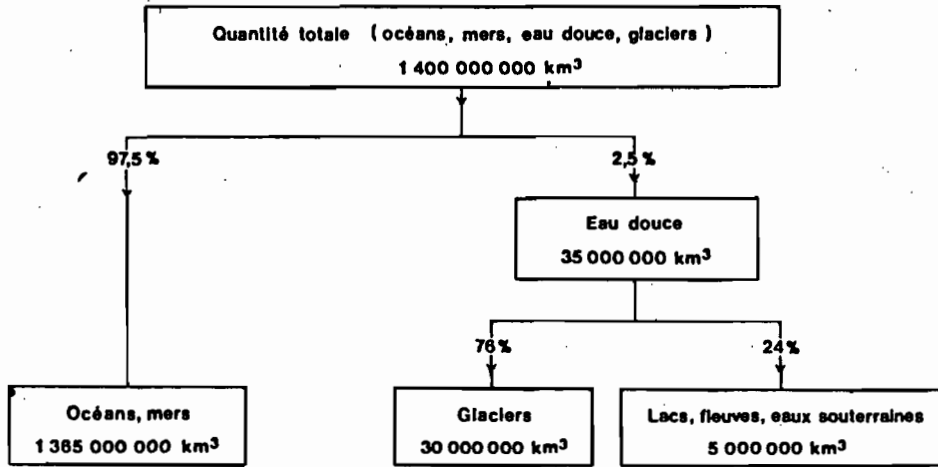 Quantité totale (océans, mers, eau douce, glaciers)
1 400 000 000 km³
97,5 %
2,5 %
Eau douce
35 000 000 km³
76 %
24 %
Océans, mers
1 365 000 000 km³
Glaciers
30 000 000 km³
Lacs, fleuves, eaux souterraines
5 000 000 km³